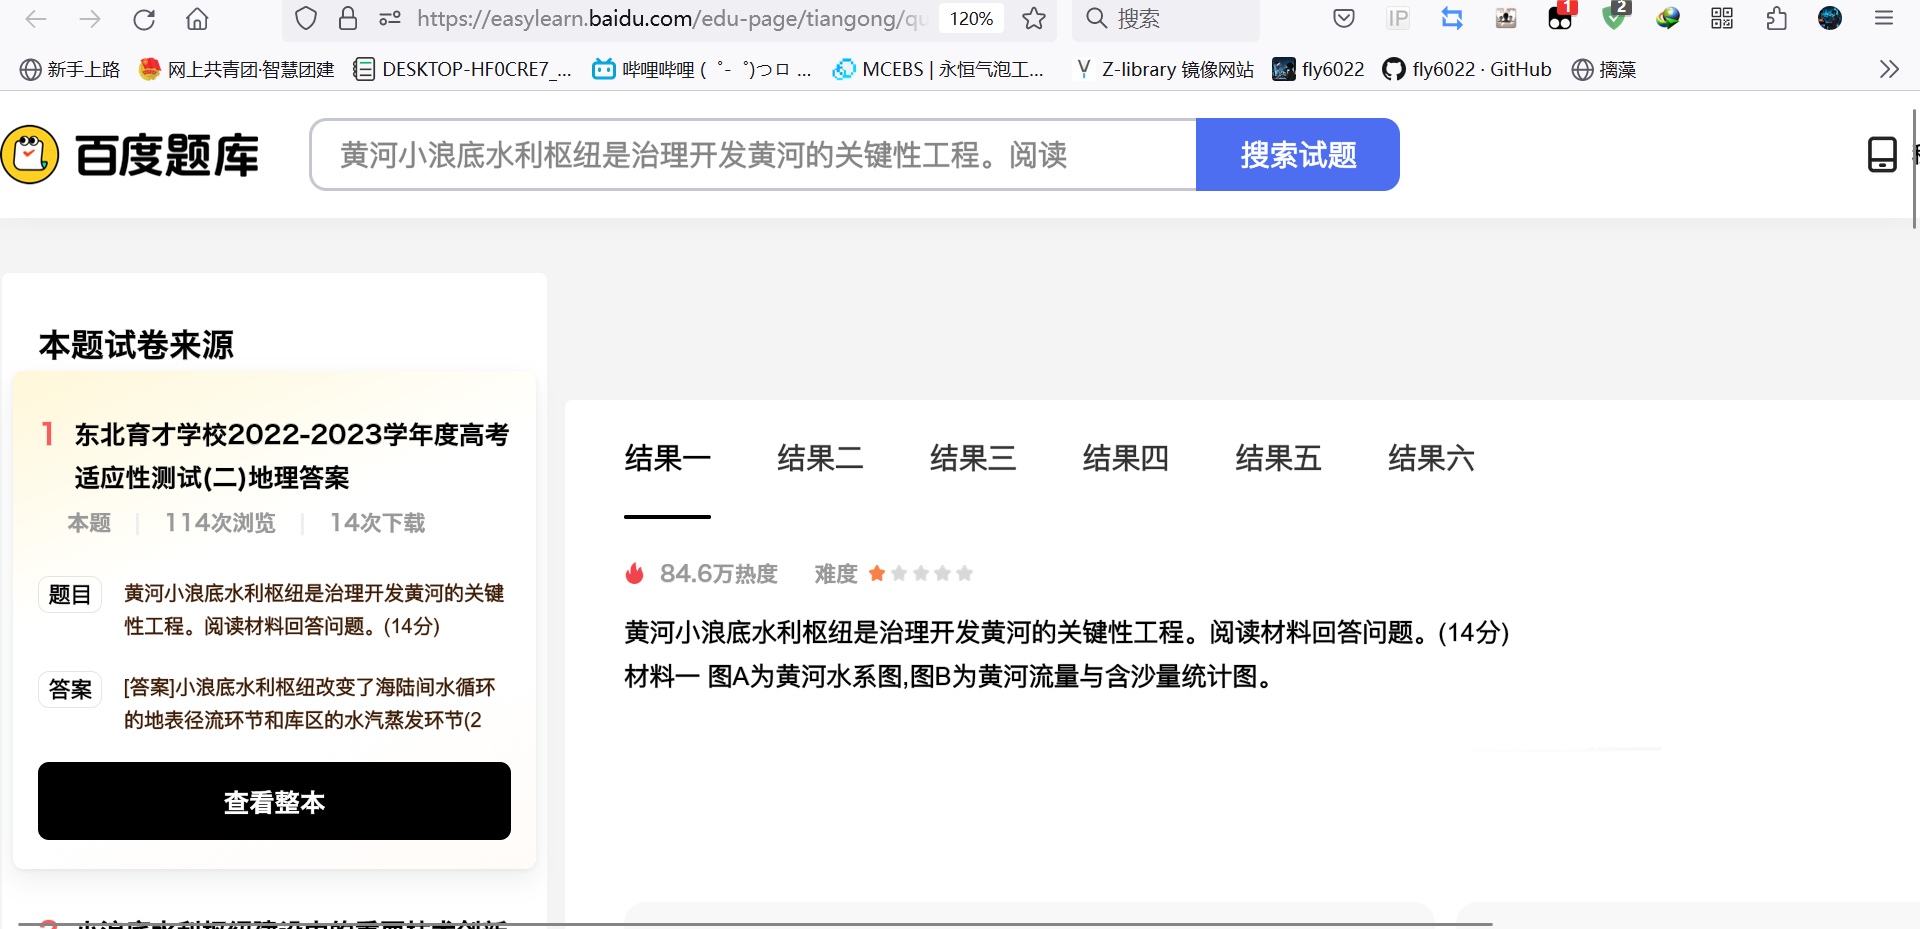 https://easylearn.baidu.com/edu-page/tiangong/qu
120%
搜索
IP
1
2
新手上路
网上共青团·智慧团建
DESKTOP-HF0CRE7_...
哔哩哔哩 (゜-゜)つロ ...
MCEBS | 永恒气泡工...
Z-library 镜像网站
fly6022
fly6022 · GitHub
摛藻
百度题库
黄河小浪底水利枢纽是治理开发黄河的关键性工程。阅读
搜索试题
本题试卷来源
1 东北育才学校2022-2023学年度高考
适应性测试(二)地理答案
本题 | 114次浏览 | 14次下载
题目 黄河小浪底水利枢纽是治理开发黄河的关键
性工程。阅读材料回答问题。(14分)
答案 [答案]小浪底水利枢纽改变了海陆间水循环
的地表径流环节和库区的水汽蒸发环节(2
查看整本
结果一 结果二 结果三 结果四 结果五 结果六
84.6万热度 难度
黄河小浪底水利枢纽是治理开发黄河的关键性工程。阅读材料回答问题。(14分)
材料一 图A为黄河水系图,图B为黄河流量与含沙量统计图。